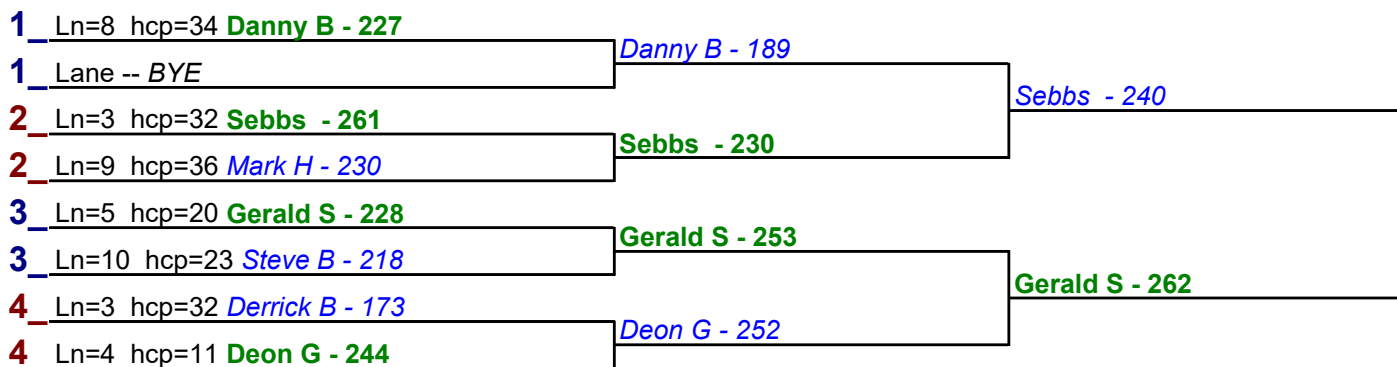 1_ Ln=8 hcp=34 Danny B - 227
Danny B - 189
1_ Lane -- BYE
Sebbs - 240
2_ Ln=3 hcp=32 Sebbs - 261
Sebbs - 230
2_ Ln=9 hcp=36 Mark H - 230
3_ Ln=5 hcp=20 Gerald S - 228
Gerald S - 253
3_ Ln=10 hcp=23 Steve B - 218
Gerald S - 262
4_ Ln=3 hcp=32 Derrick B - 173
Deon G - 252
4 Ln=4 hcp=11 Deon G - 244